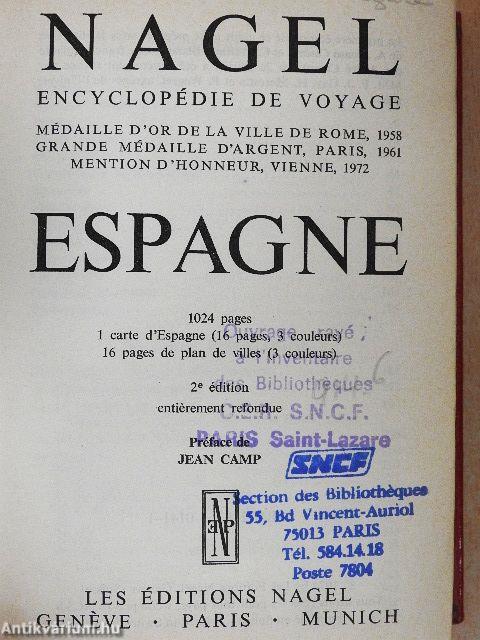 NAGEL
ENCYCLOPÉDIE DE VOYAGE
MÉDAILLE D'OR DE LA VILLE DE ROME, 1958
GRANDE MÉDAILLE D'ARGENT, PARIS, 1961
MENTION D'HONNEUR, VIENNE, 1972
ESPAGNE
1024 pages
1 carte d'Espagne (16 pages, 3 couleurs)
16 pages de plan de villes (3 couleurs)
2e édition
entièrement refondue
Préface de
JEAN CAMP
Ouvrage rayé
à l'inventaire
des Bibliothèques
C.E.R. S.N.C.F.
PARIS Saint-Lazare
SNCF
Section des Bibliothèques
55, Bd Vincent-Auriol
75013 PARIS
Tél. 584.14.18
Poste 7804
NEP
LES ÉDITIONS NAGEL
GENÈVE · PARIS · MUNICH
Antikvarium.hu